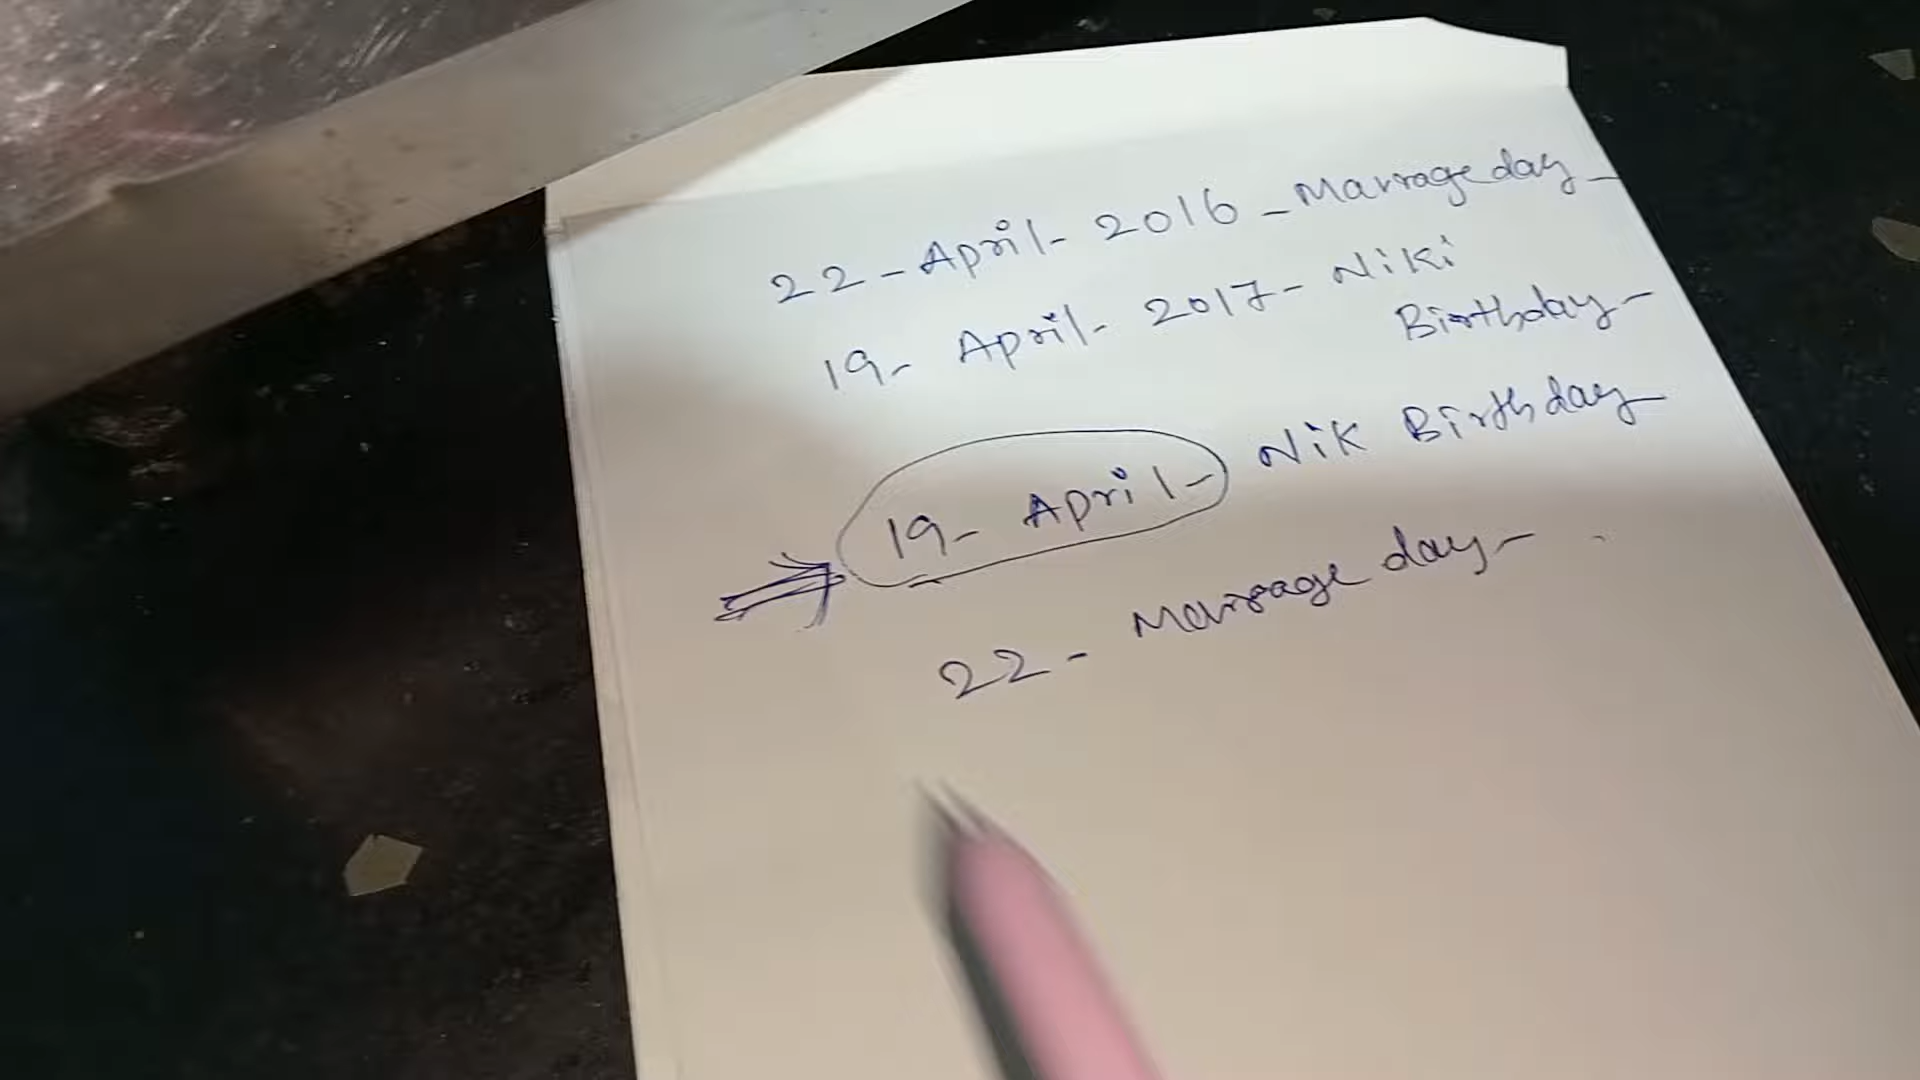 22 - April - 2016 - Marrage day -
19 - April - 2017 - Niki
Birthday -
19 - April - Nik Birthday -
22 - Marrage day -